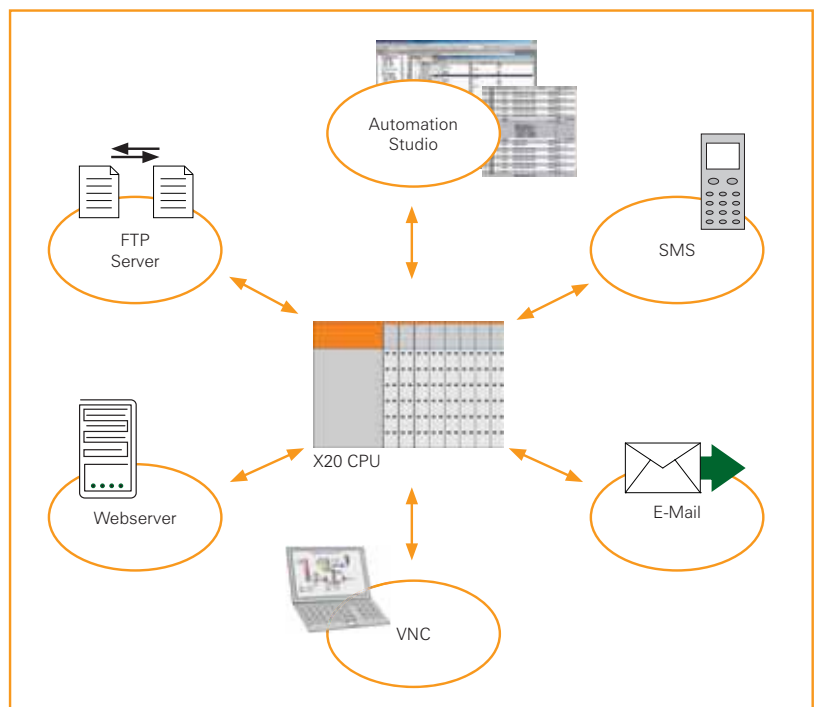 Automation
Studio
FTP
Server
SMS
X20 CPU
Webserver
E-Mail
VNC